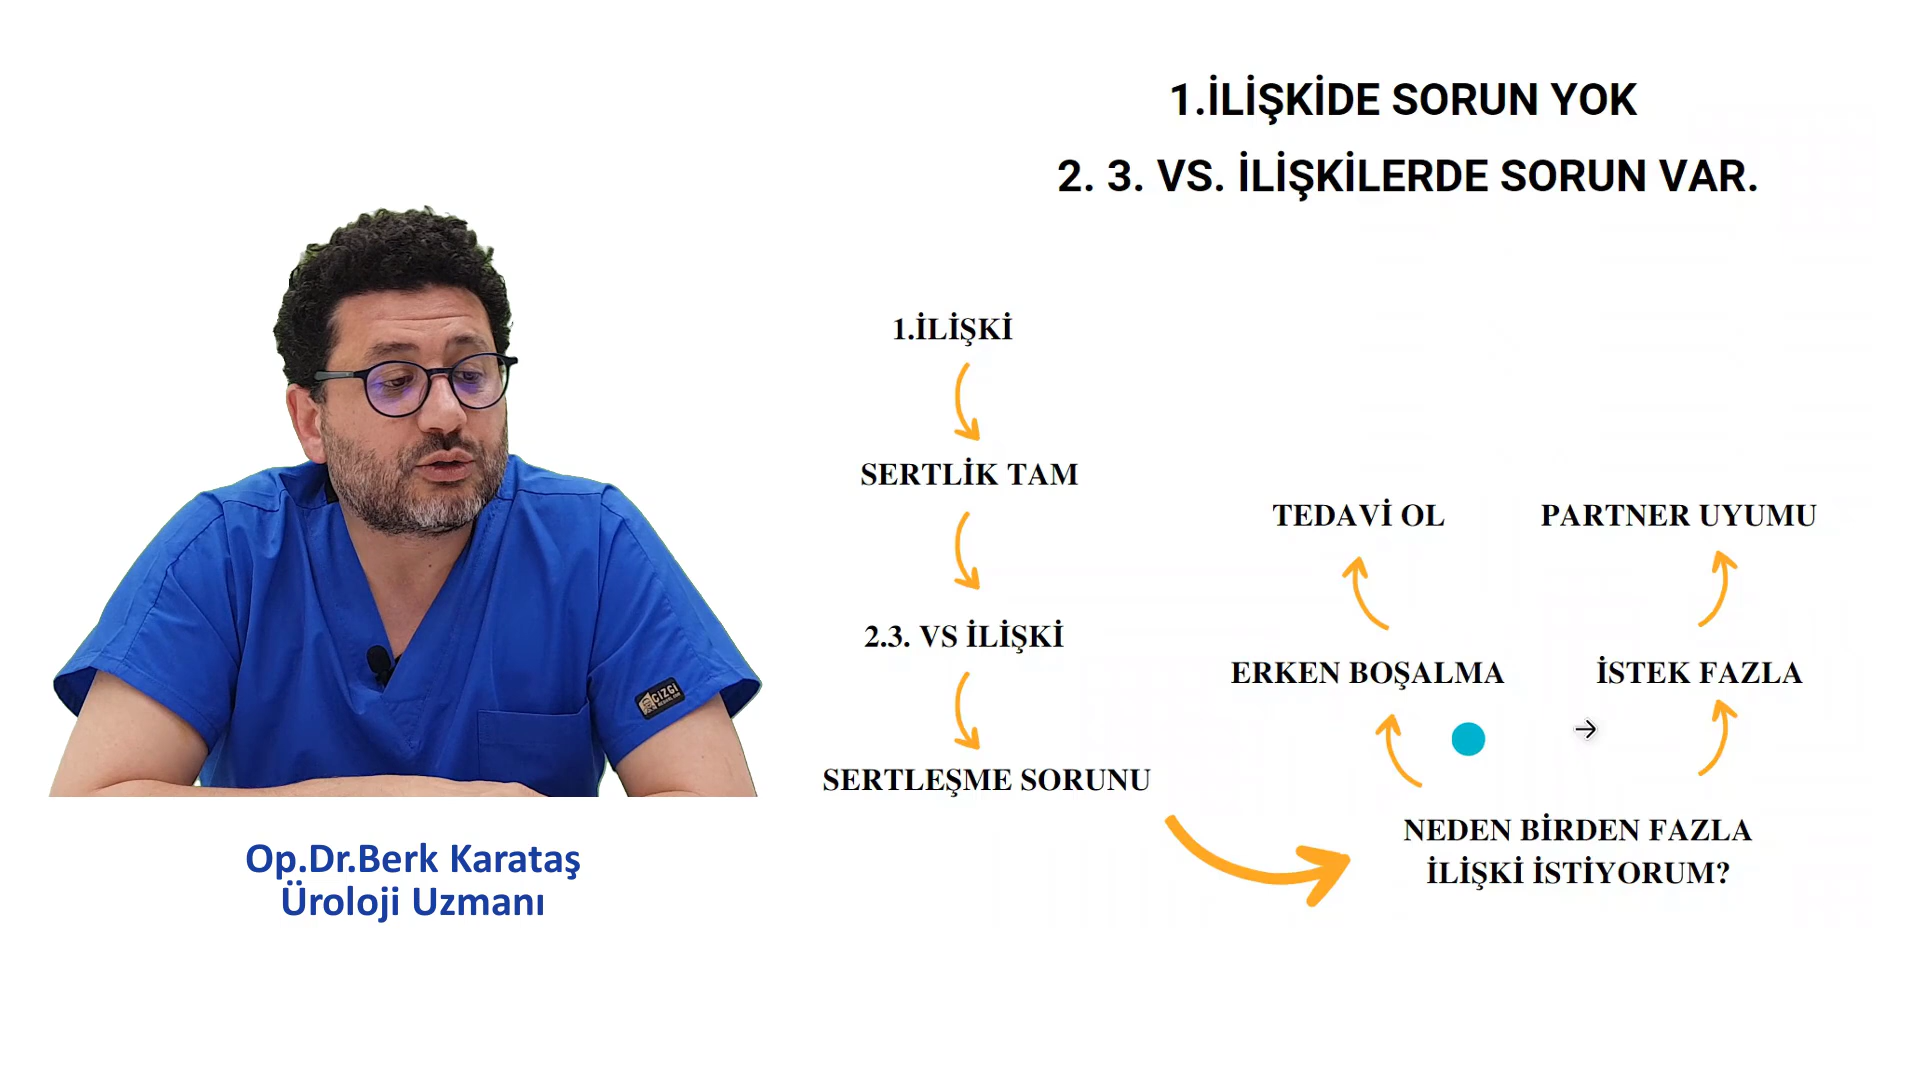 1.İLİŞKİDE SORUN YOK
2. 3. VS. İLİŞKİLERDE SORUN VAR.
1.İLİŞKİ
SERTLİK TAM
2.3. VS İLİŞKİ
SERTLEŞME SORUNU
TEDAVİ OL
PARTNER UYUMU
ERKEN BOŞALMA
İSTEK FAZLA
NEDEN BİRDEN FAZLA
İLİŞKİ İSTİYORUM?
ÇİZGİ
Op.Dr.Berk Karataş
Üroloji Uzmanı